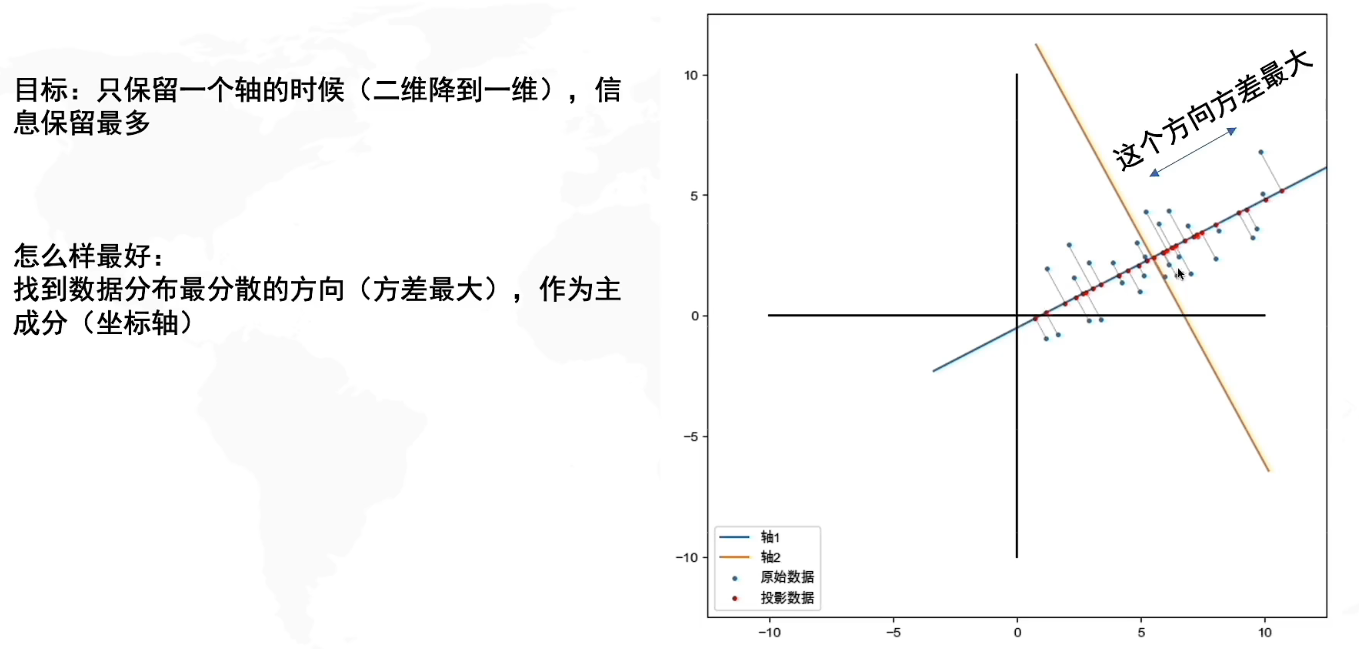 目标：只保留一个轴的时候（二维降到一维），信
息保留最多
怎么样最好：
找到数据分布最分散的方向（方差最大），作为主
成分（坐标轴）
这个方向方差最大
10
5
0
−5
−10
−10
−5
0
5
10
轴1
轴2
原始数据
投影数据